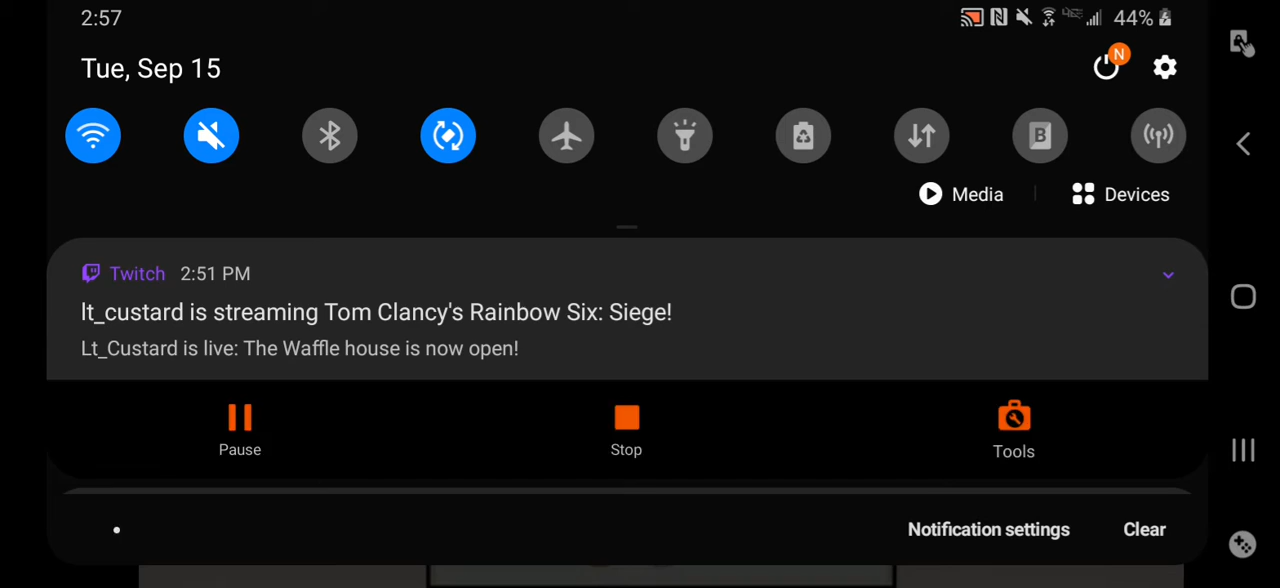 2:57
44%
Tue, Sep 15
N
B
Media
Devices
Twitch 2:51 PM
lt_custard is streaming Tom Clancy's Rainbow Six: Siege!
Lt_Custard is live: The Waffle house is now open!
Pause
Stop
Tools
Notification settings
Clear